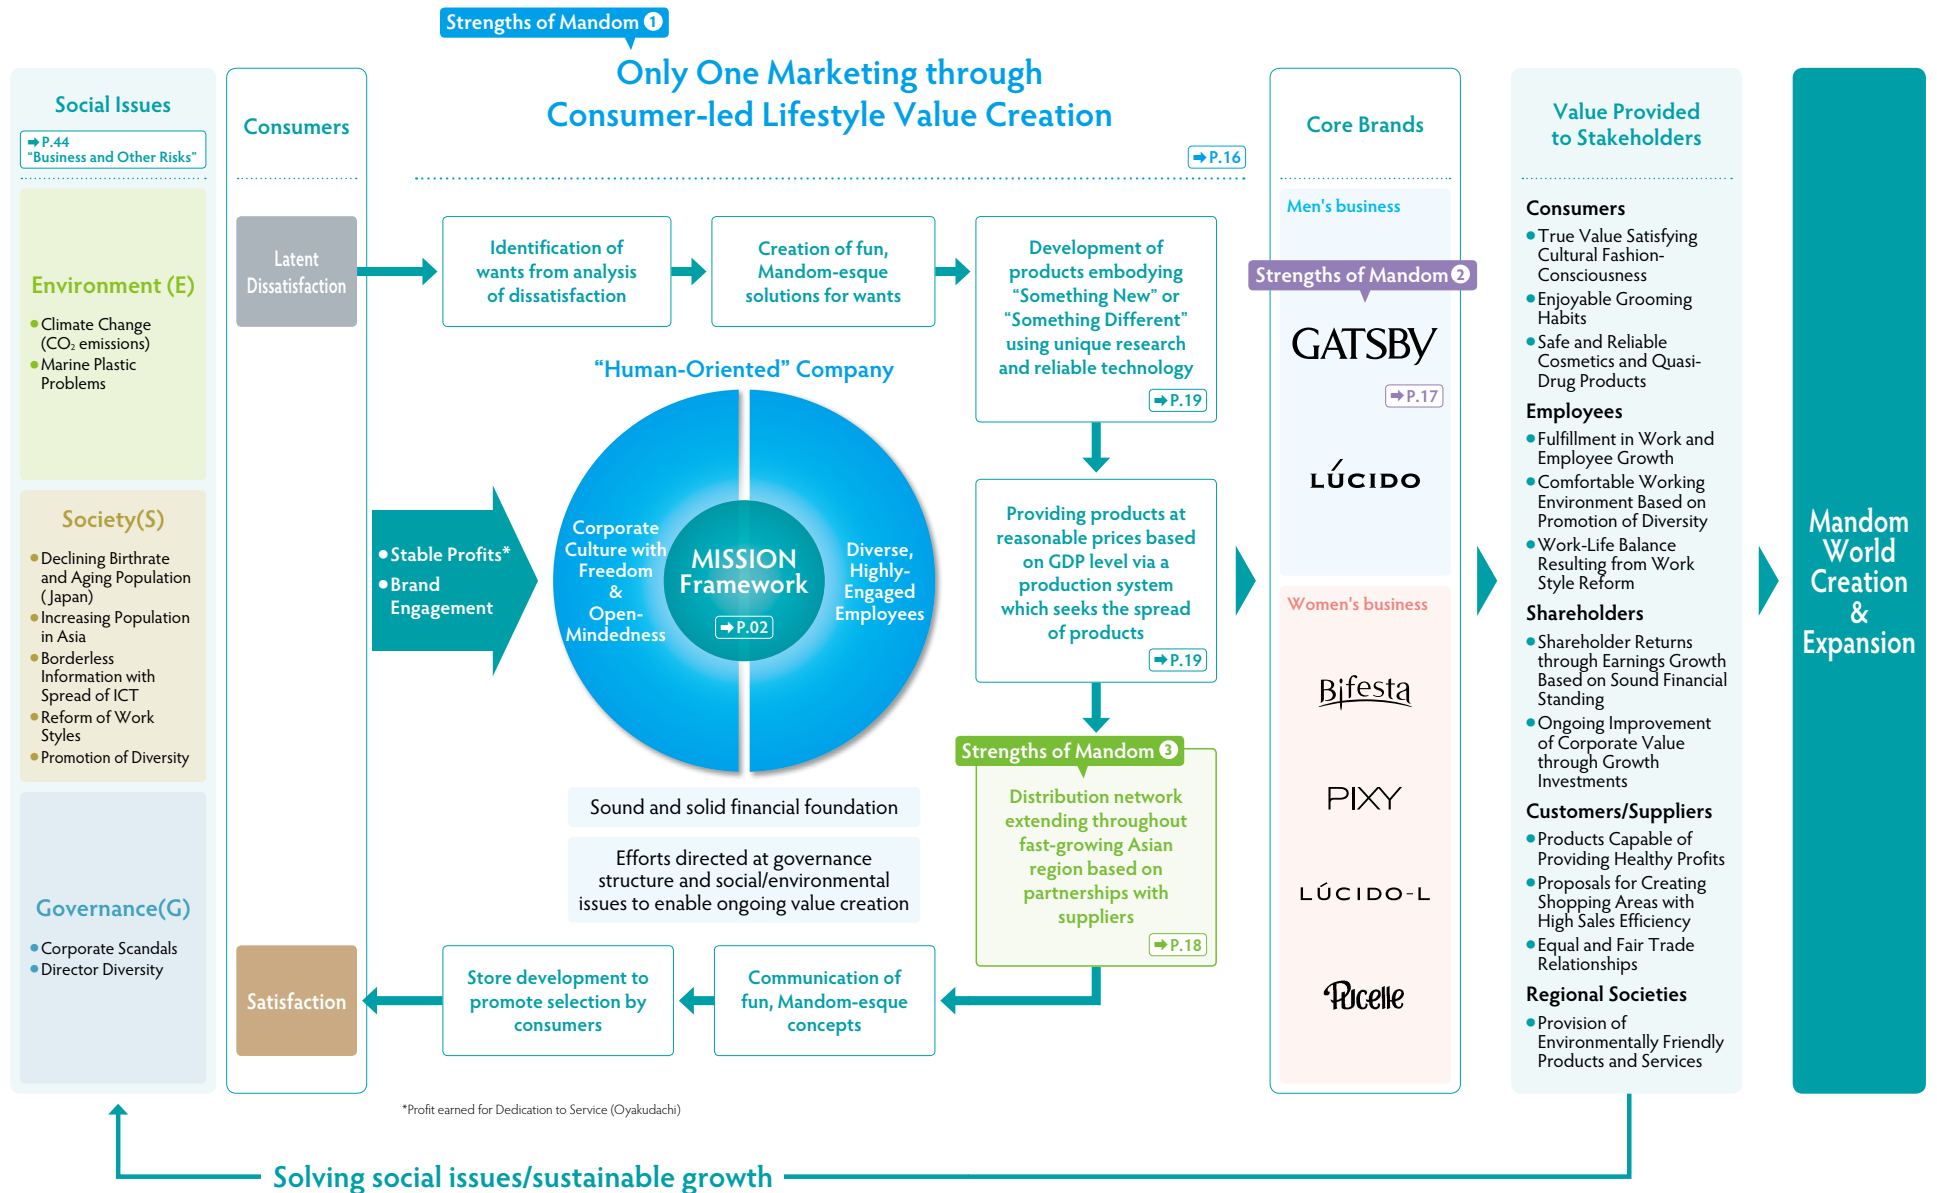 Strengths of Mandom 1
Only One Marketing through
Consumer-led Lifestyle Value Creation
➡P.16
Social Issues
➡P.44
“Business and Other Risks”
Environment (E)
●Climate Change
(CO₂ emissions)
●Marine Plastic
Problems
Society(S)
●Declining Birthrate
and Aging Population
(Japan)
●Increasing Population
in Asia
●Borderless
Information with
Spread of ICT
●Reform of Work
Styles
●Promotion of Diversity
Governance(G)
●Corporate Scandals
●Director Diversity
Consumers
Latent
Dissatisfaction
Satisfaction
Identification of
wants from analysis
of dissatisfaction
Creation of fun,
Mandom-esque
solutions for wants
Development of
products embodying
“Something New” or
“Something Different”
using unique research
and reliable technology
➡P.19
“Human-Oriented” Company
●Stable Profits*
●Brand
Engagement
Corporate
Culture with
Freedom
&
Open-
Mindedness
MISSION
Framework
➡P.02
Diverse,
Highly-
Engaged
Employees
Providing products at
reasonable prices based
on GDP level via a
production system
which seeks the spread
of products
➡P.19
Sound and solid financial foundation
Efforts directed at governance
structure and social/environmental
issues to enable ongoing value creation
Strengths of Mandom 3
Distribution network
extending throughout
fast-growing Asian
region based on
partnerships with
suppliers
➡P.18
Store development to
promote selection by
consumers
Communication of
fun, Mandom-esque
concepts
*Profit earned for Dedication to Service (Oyakudachi)
Core Brands
Men's business
Strengths of Mandom 2
GATSBY
➡P.17
LÚCIDO
Women's business
Bifesta
PIXY
LÚCIDO-L
Pucelle
Value Provided
to Stakeholders
Consumers
●True Value Satisfying
Cultural Fashion-
Consciousness
●Enjoyable Grooming
Habits
●Safe and Reliable
Cosmetics and Quasi-
Drug Products
Employees
●Fulfillment in Work and
Employee Growth
●Comfortable Working
Environment Based on
Promotion of Diversity
●Work-Life Balance
Resulting from Work
Style Reform
Shareholders
●Shareholder Returns
through Earnings Growth
Based on Sound Financial
Standing
●Ongoing Improvement
of Corporate Value
through Growth
Investments
Customers/Suppliers
●Products Capable of
Providing Healthy Profits
●Proposals for Creating
Shopping Areas with
High Sales Efficiency
●Equal and Fair Trade
Relationships
Regional Societies
●Provision of
Environmentally Friendly
Products and Services
Mandom
World
Creation
&
Expansion
Solving social issues/sustainable growth